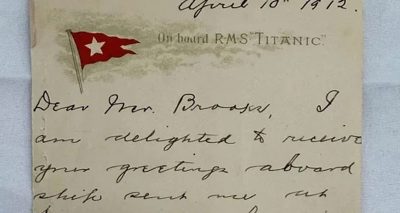 April 10th 1912.
On board R.M.S. "TITANIC."
Dear Mr. Brooks, I
am delighted to receive
your greetings aboard
ship sent me at